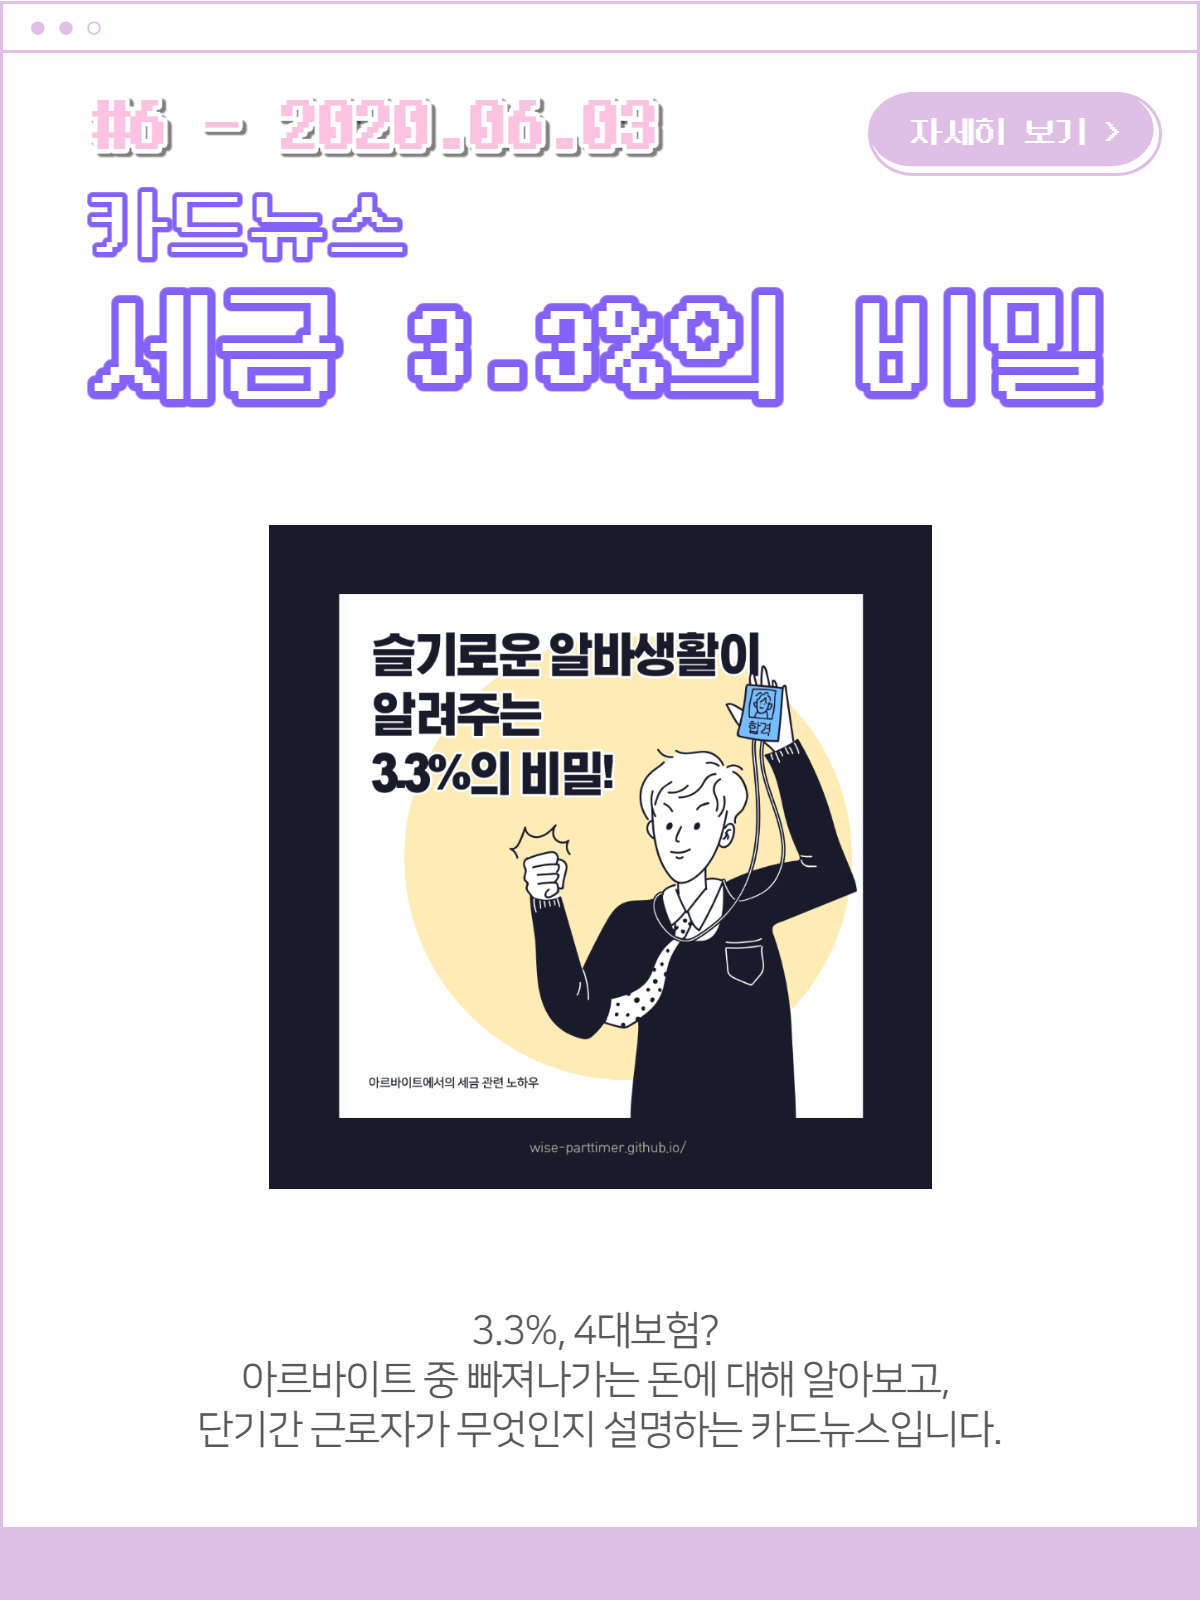 #6 - 2020.06.03
자세히 보기 >
카드뉴스
세금 3.3%의 비밀
슬기로운 알바생활이
알려주는
3.3%의 비밀!
합격
아르바이트에서의 세금 관련 노하우
wise-parttimer.github.io/
3.3%, 4대보험?
아르바이트 중 빠져나가는 돈에 대해 알아보고,
단기간 근로자가 무엇인지 설명하는 카드뉴스입니다.